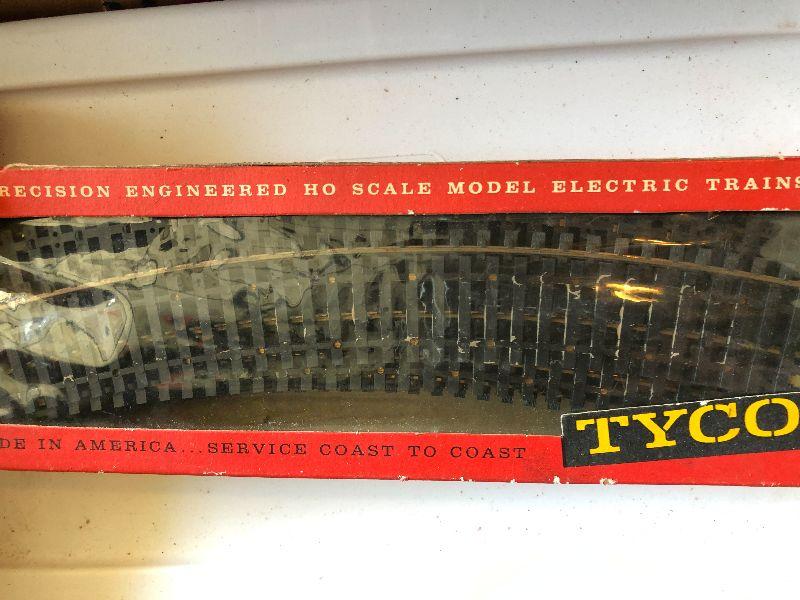 RECISION ENGINEERED HO SCALE MODEL ELECTRIC TRAINS
DE IN AMERICA...SERVICE COAST TO COAST
TYCO